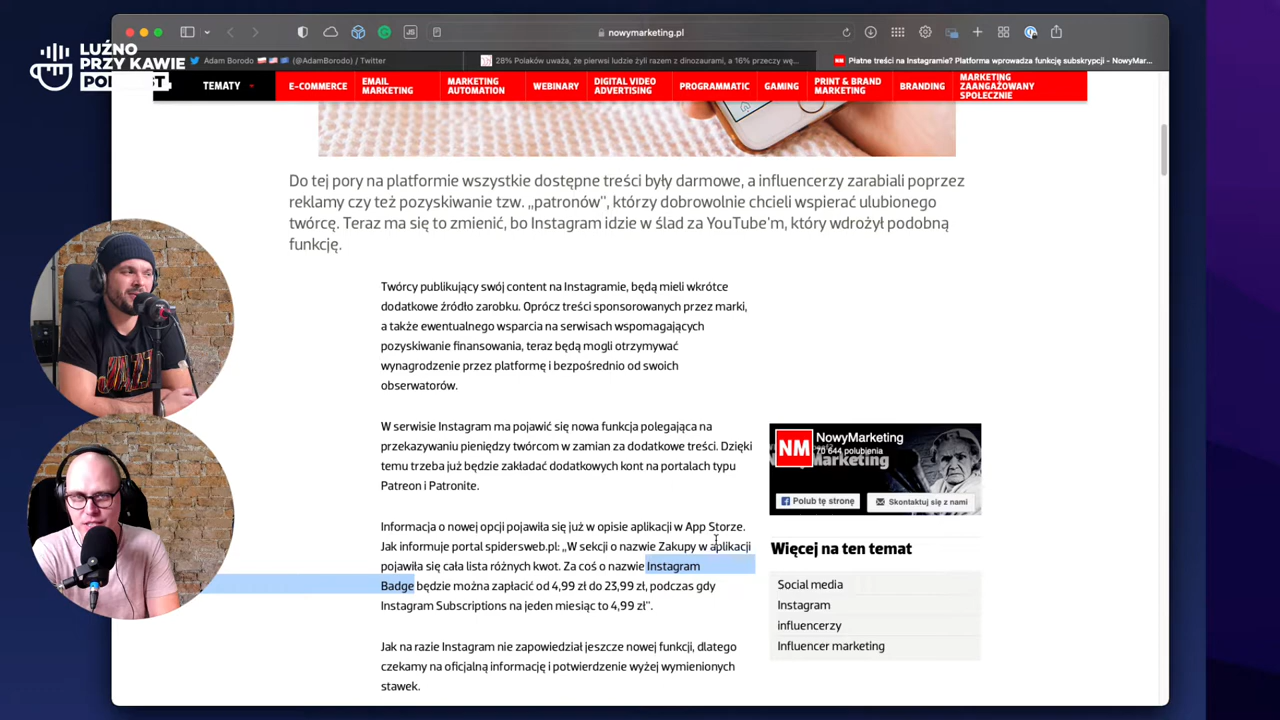 LUŹNO
PRZY KAWIE
PODCAST
nowymarketing.pl
Adam Borodo (@AdamBorodo) / Twitter
28% Polaków uważa, że pierwsi ludzie żyli razem z dinozaurami, a 16% przeczy wę...
Płatne treści na Instagramie? Platforma wprowadza funkcję subskrypcji - NowyMar...
TEMATY
E-COMMERCE
EMAIL
MARKETING
MARKETING
AUTOMATION
WEBINARY
DIGITAL VIDEO
ADVERTISING
PROGRAMMATIC
GAMING
PRINT & BRAND
MARKETING
BRANDING
MARKETING
ZAANGAŻOWANY
SPOŁECZNIE
Do tej pory na platformie wszystkie dostępne treści były darmowe, a influencerzy zarabiali poprzez
reklamy czy też pozyskiwanie tzw. „patronów”, którzy dobrowolnie chcieli wspierać ulubionego
twórcę. Teraz ma się to zmienić, bo Instagram idzie w ślad za YouTube'm, który wdrożył podobną
funkcję.
Twórcy publikujący swój content na Instagramie, będą mieli wkrótce
dodatkowe źródło zarobku. Oprócz treści sponsorowanych przez marki,
a także ewentualnego wsparcia na serwisach wspomagających
pozyskiwanie finansowania, teraz będą mogli otrzymywać
wynagrodzenie przez platformę i bezpośrednio od swoich
obserwatorów.
W serwisie Instagram ma pojawić się nowa funkcja polegająca na
przekazywaniu pieniędzy twórcom w zamian za dodatkowe treści. Dzięki
temu trzeba już będzie zakładać dodatkowych kont na portalach typu
Patreon i Patronite.
Informacja o nowej opcji pojawiła się już w opisie aplikacji w App Storze.
Jak informuje portal spidersweb.pl: „W sekcji o nazwie Zakupy w aplikacji
pojawiła się cała lista różnych kwot. Za coś o nazwie Instagram
Badge będzie można zapłacić od 4,99 zł do 23,99 zł, podczas gdy
Instagram Subscriptions na jeden miesiąc to 4,99 zł”.
Jak na razie Instagram nie zapowiedział jeszcze nowej funkcji, dlatego
czekamy na oficjalną informację i potwierdzenie wyżej wymienionych
stawek.
NM
NowyMarketing
70 644 polubienia
Marketing
Polub tę stronę
Skontaktuj się z nami
Więcej na ten temat
Social media
Instagram
influencerzy
Influencer marketing